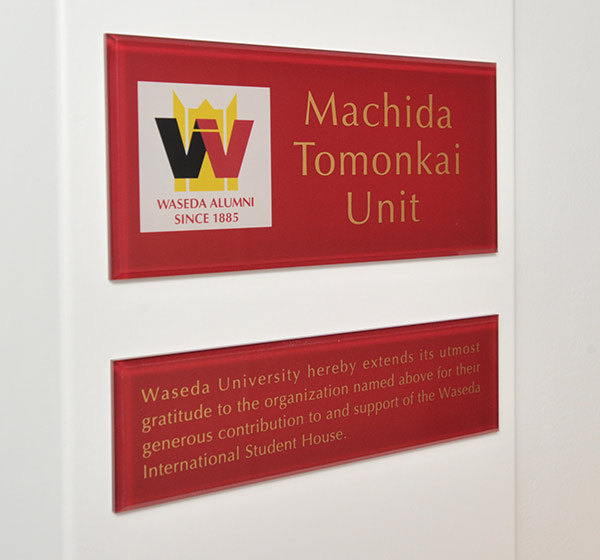 Machida
Tomonkai
Unit
W
WASEDA ALUMNI
SINCE 1885
Waseda University hereby extends its utmost
gratitude to the organization named above for their
generous contribution to and support of the Waseda
International Student House.